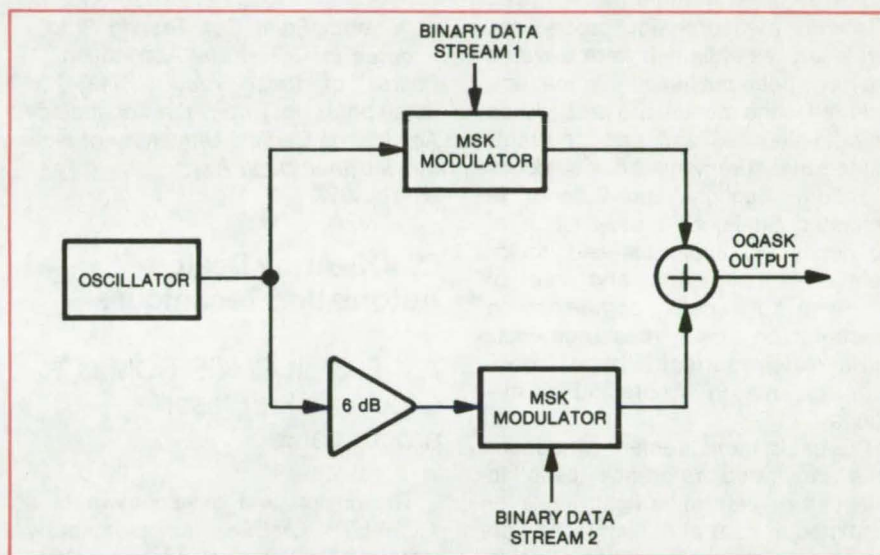 BINARY DATA
STREAM 1
MSK
MODULATOR
OSCILLATOR
OQASK
OUTPUT
6 dB
MSK
MODULATOR
BINARY DATA
STREAM 2